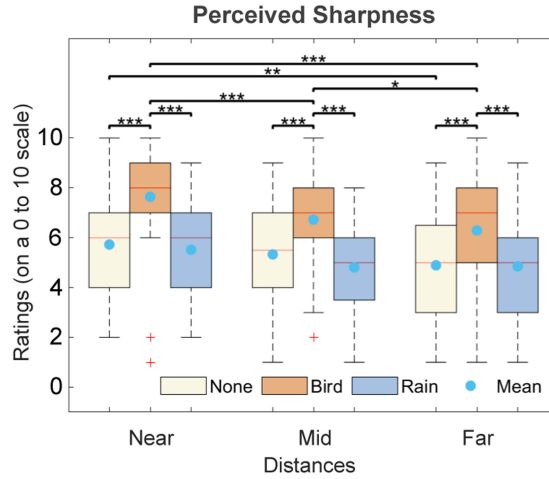 Perceived Sharpness
***
**
***
*
*** *** *** *** *** ***
Ratings (on a 0 to 10 scale)
10
8
6
4
2
0
None Bird Rain Mean
Near Mid Far
Distances